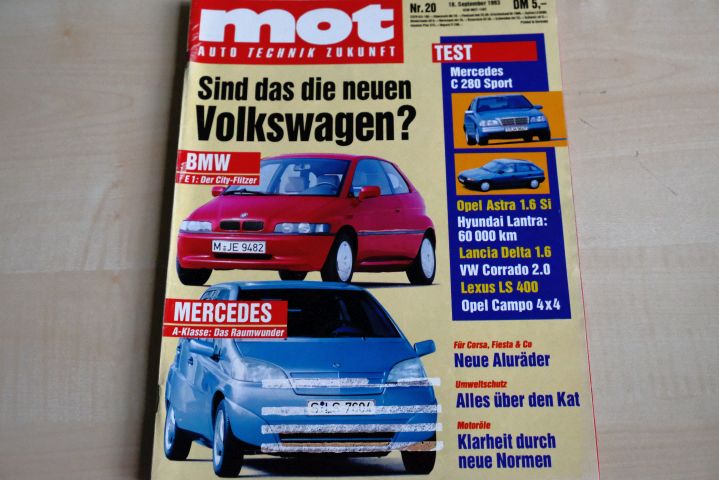 mot
AUTO TECHNIK ZUKUNFT
Nr. 20
DM 5,–
Sind das die neuen
Volkswagen?
BMW
E1: Der City-Flitzer
M JE 9482
MERCEDES
A-Klasse: Das Raumwunder
TEST
Mercedes
C 280 Sport
Opel Astra 1.6 Si
Hyundai Lantra:
60 000 km
Lancia Delta 1.6
VW Corrado 2.0
Lexus LS 400
Opel Campo 4x4
Für Corsa, Fiesta & Co
Neue Aluräder
Umweltschutz
Alles über den Kat
Motoröle
Klarheit durch
neue Normen